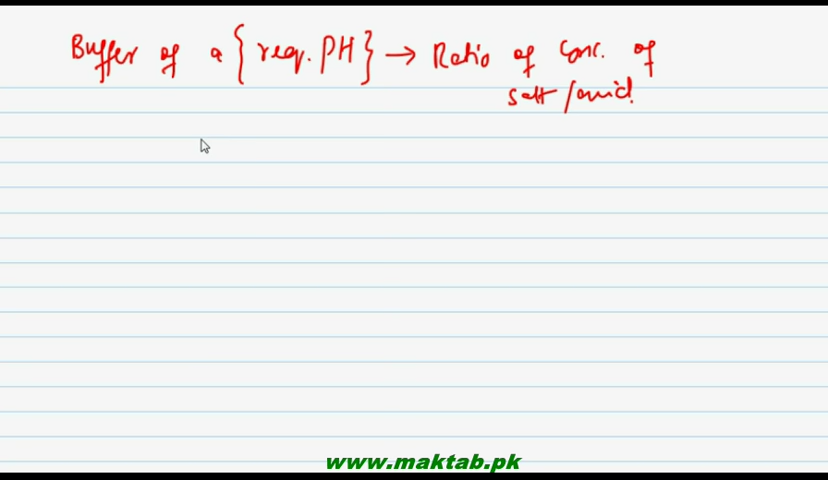 Buffer of a {req. PH} → Ratio of Conc. of
salt/acid
www.maktab.pk